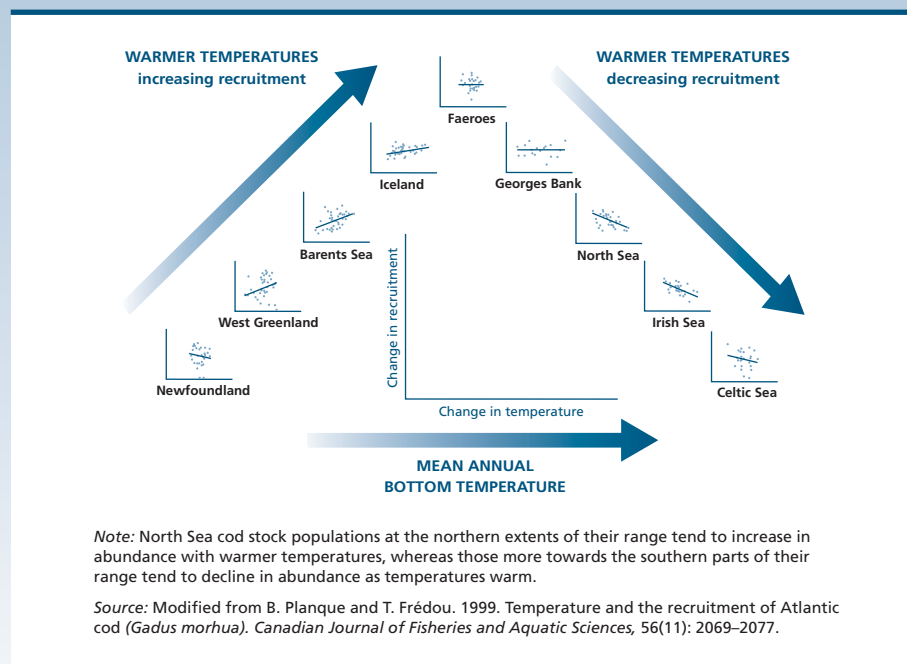 WARMER TEMPERATURES
increasing recruitment
WARMER TEMPERATURES
decreasing recruitment
Faeroes
Iceland
Georges Bank
Barents Sea
North Sea
West Greenland
Irish Sea
Newfoundland
Celtic Sea
Change in recruitment
Change in temperature
MEAN ANNUAL
BOTTOM TEMPERATURE
Note: North Sea cod stock populations at the northern extents of their range tend to increase in
abundance with warmer temperatures, whereas those more towards the southern parts of their
range tend to decline in abundance as temperatures warm.
Source: Modified from B. Planque and T. Frédou. 1999. Temperature and the recruitment of Atlantic
cod (Gadus morhua). Canadian Journal of Fisheries and Aquatic Sciences, 56(11): 2069–2077.